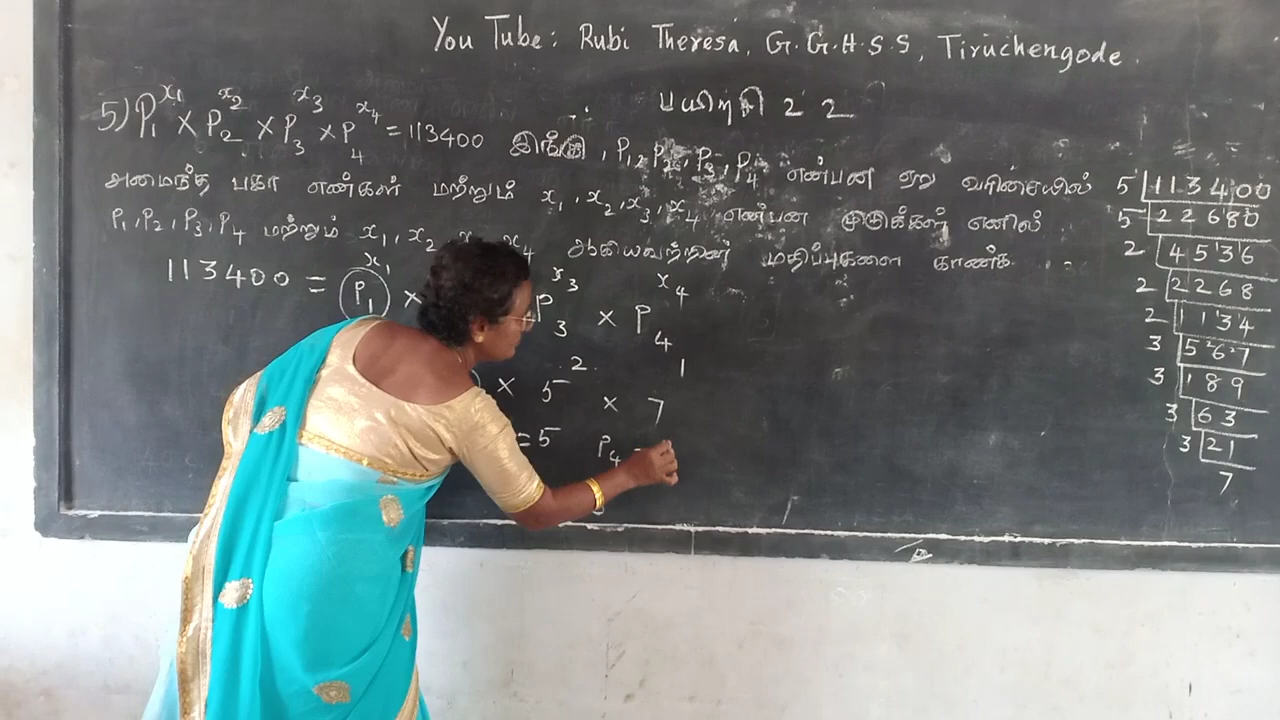 You Tube: Rubi Theresa, G.G.H.S.S, Tiruchengode.
பயிற்சி 2.2
5) P₁^x₁ × P₂^x₂ × P₃^x₃ × P₄^x₄ = 113400 இங்கு, P₁, P₂, P₃, P₄ என்பன ஏறு வரிசையில்
அமைந்த பகா எண்கள் மற்றும் x₁, x₂, x₃, x₄ என்பன முழுக்கள் எனில்
P₁, P₂, P₃, P₄ மற்றும் x₁, x₂ x₄ ஆகியவற்றின் மதிப்புகளை காண்க
113400 = P₁^x₁ × P₃^x₃ × P₄^x₄
× 5² × 7¹
= 5 P₄
5 | 113400
5 | 22680
2 | 4536
2 | 2268
2 | 1134
3 | 567
3 | 189
3 | 63
3 | 21
7